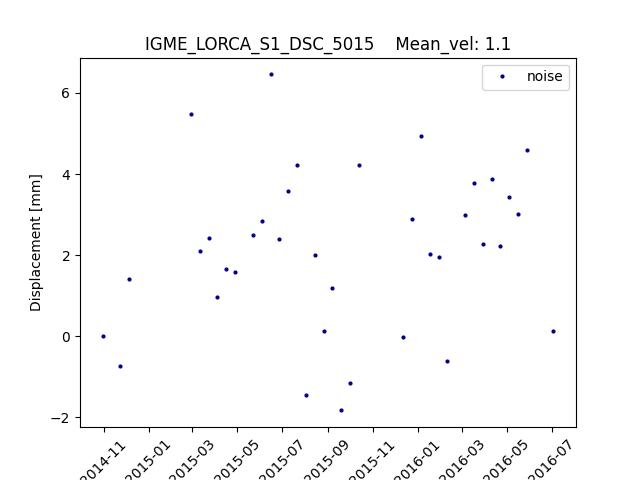 IGME_LORCA_S1_DSC_5015 Mean_vel: 1.1
noise
6
4
2
0
−2
Displacement [mm]
2014-11 2015-01 2015-03 2015-05 2015-07 2015-09 2015-11 2016-01 2016-03 2016-05 2016-07